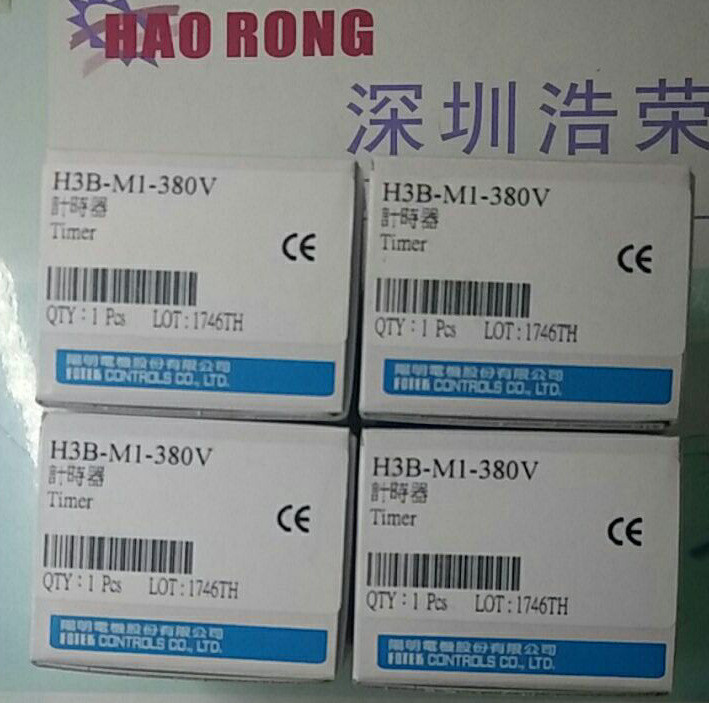 HAO RONG
深圳浩荣
H3B-M1-380V
計時器
Timer
CE
QTY：1 Pcs LOT：1746TH
陽明電機股份有限公司
FOTEK CONTROLS CO., LTD.
H3B-M1-380V
計時器
Timer
CE
QTY：1 Pcs LOT：1746TH
陽明電機股份有限公司
FOTEK CONTROLS CO., LTD.
H3B-M1-380V
計時器
Timer
CE
QTY：1 Pcs LOT：1746TH
陽明電機股份有限公司
FOTEK CONTROLS CO., LTD.
H3B-M1-380V
計時器
Timer
CE
QTY：1 Pcs LOT：1746TH
陽明電機股份有限公司
FOTEK CONTROLS CO., LTD.